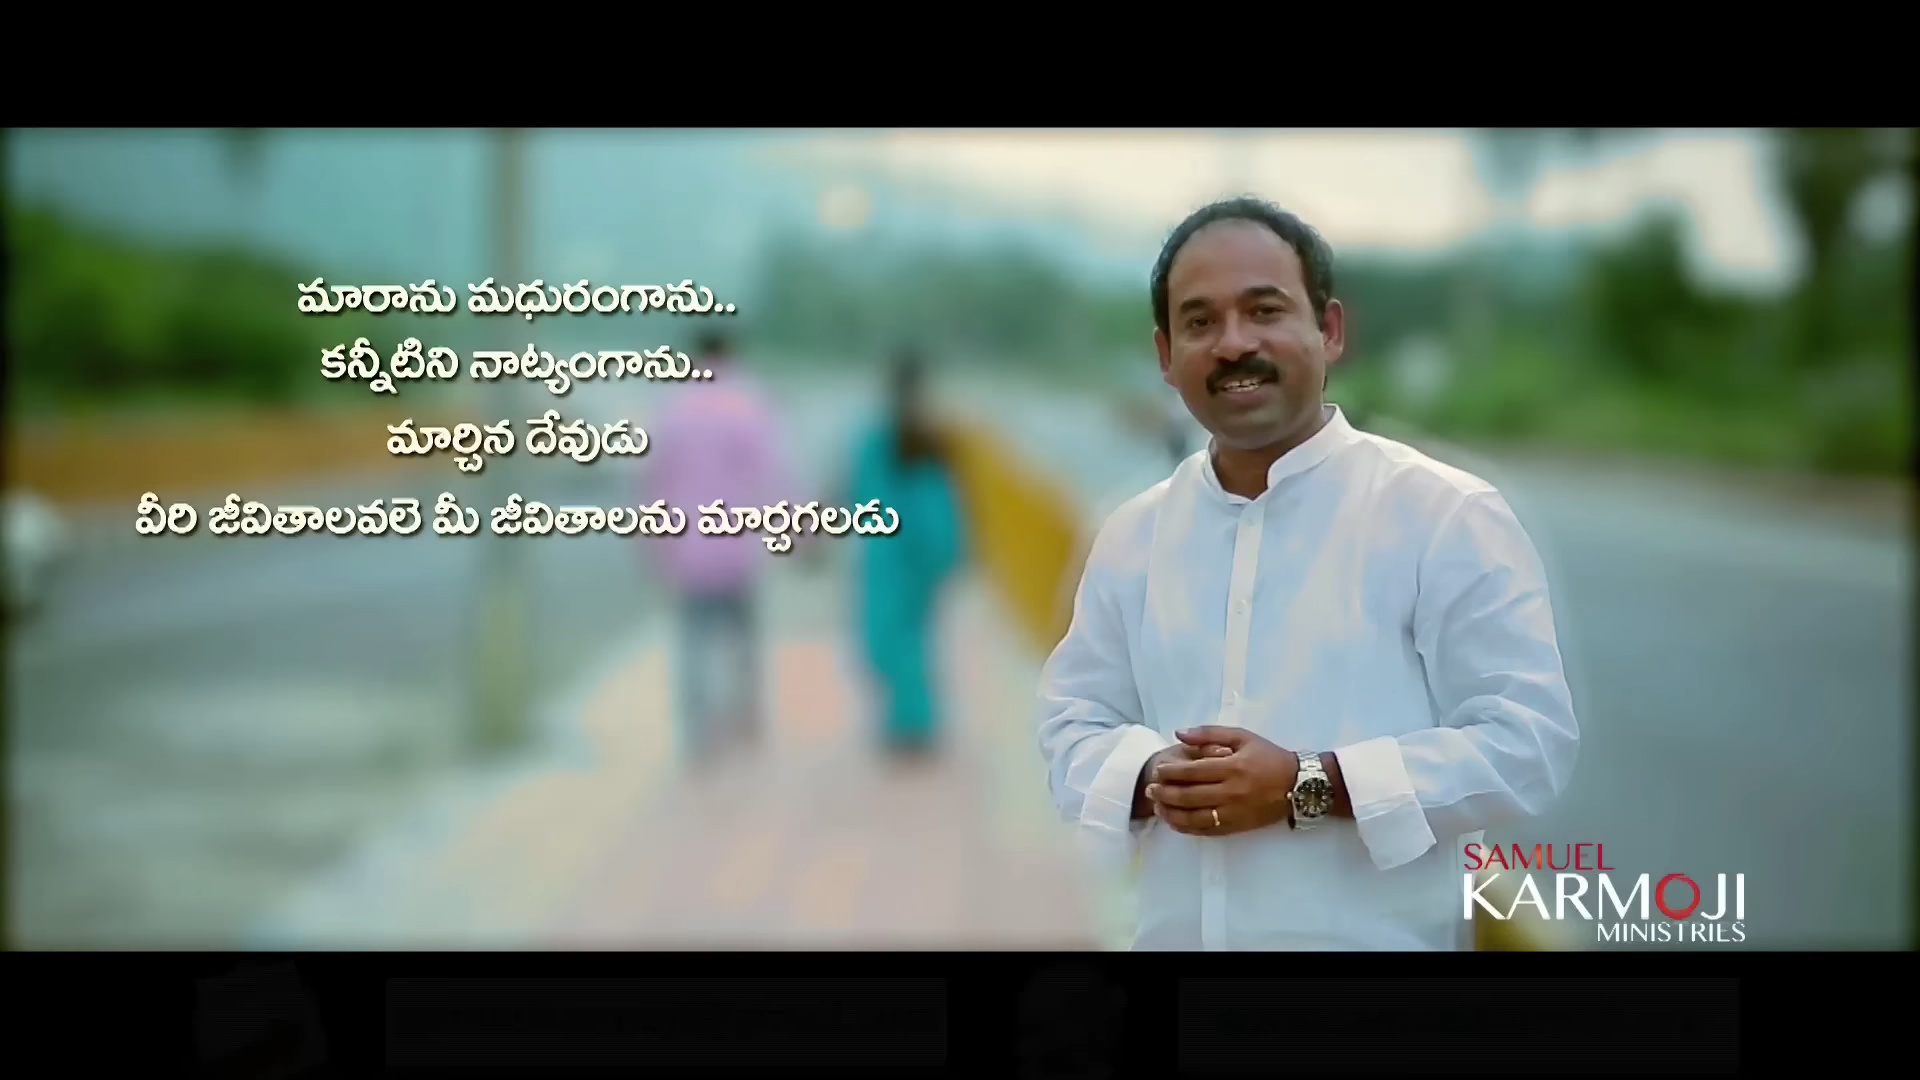 మారాను మధురంగాను..
కన్నీటిని నాట్యంగాను..
మార్చిన దేవుడు
వీరి జీవితాలవలె మీ జీవితాలను మార్చగలడు
SAMUEL
KARMOJI
MINISTRIES